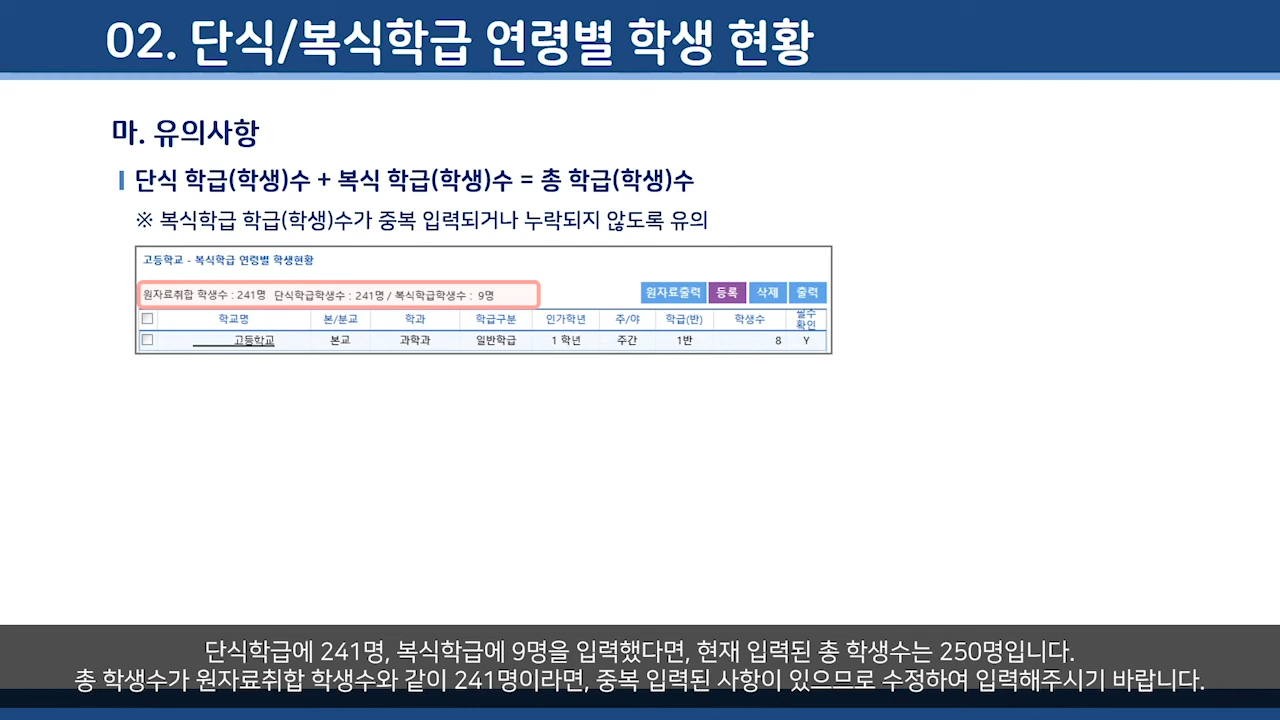 02. 단식/복식학급 연령별 학생 현황
마. 유의사항
단식 학급(학생)수 + 복식 학급(학생)수 = 총 학급(학생)수
※ 복식학급 학급(학생)수가 중복 입력되거나 누락되지 않도록 유의
고등학교 - 복식학급 연령별 학생현황
원자료취합 학생수 : 241명 단식학급학생수 : 241명 / 복식학급학생수 : 9명
원자료출력 등록 삭제 출력
학교명 본/분교 학과 학급구분 인가학년 주/야 학급(반) 학생수 필수확인
고등학교 본교 과학과 일반학급 1 학년 주간 1반 8 Y
단식학급에 241명, 복식학급에 9명을 입력했다면, 현재 입력된 총 학생수는 250명입니다.
총 학생수가 원자료취합 학생수와 같이 241명이라면, 중복 입력된 사항이 있으므로 수정하여 입력해주시기 바랍니다.